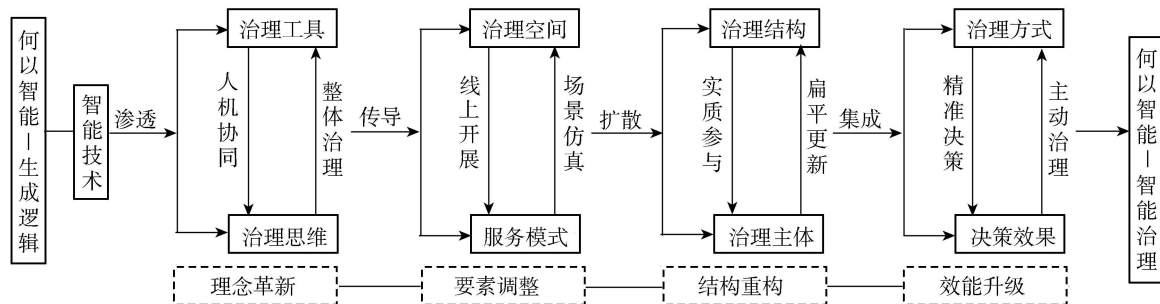 何以智能—生成逻辑
智能技术
渗透
治理工具
人机协同
整体治理
治理思维
理念革新
传导
治理空间
线上开展
场景仿真
服务模式
要素调整
扩散
治理结构
实质参与
扁平更新
治理主体
结构重构
集成
治理方式
精准决策
主动治理
决策效果
效能升级
何以智能—智能治理